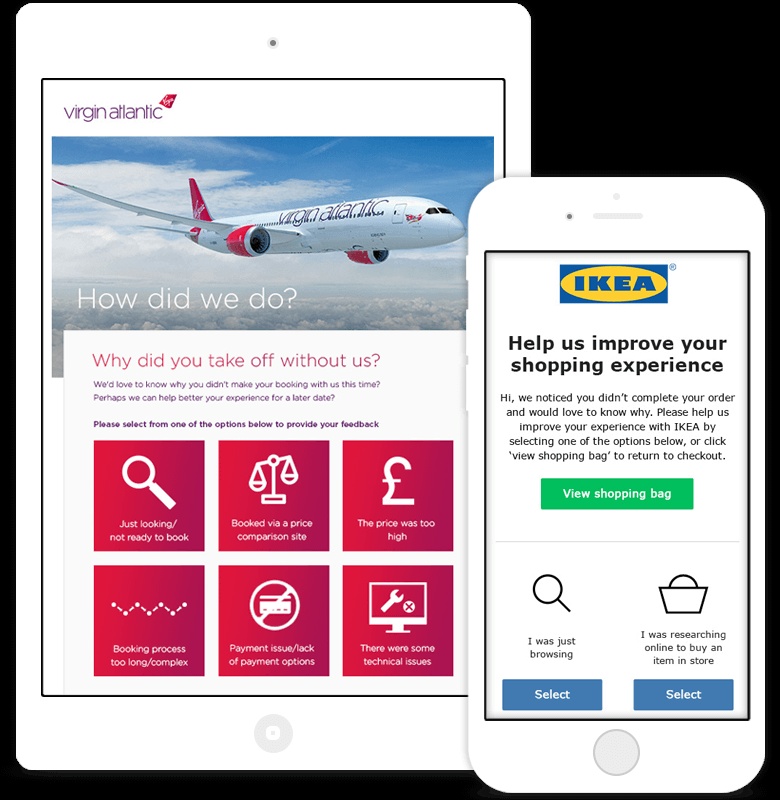 virgin atlantic
virgin atlantic
How did we do?
Why did you take off without us?
We'd love to know why you didn't make your booking with us this time?
Perhaps we can help better your experience for a later date?
Please select from one of the options below to provide your feedback
Just looking/
not ready to book
Booked via a price
comparison site
£
The price was too
high
Booking process
too long/complex
Payment issue/lack
of payment options
There were some
technical issues
IKEA®
Help us improve your
shopping experience
Hi, we noticed you didn’t complete your order
and would love to know why. Please help us
improve your experience with IKEA by
selecting one of the options below, or click
‘view shopping bag’ to return to checkout.
View shopping bag
I was just
browsing
I was researching
online to buy an
item in store
Select
Select